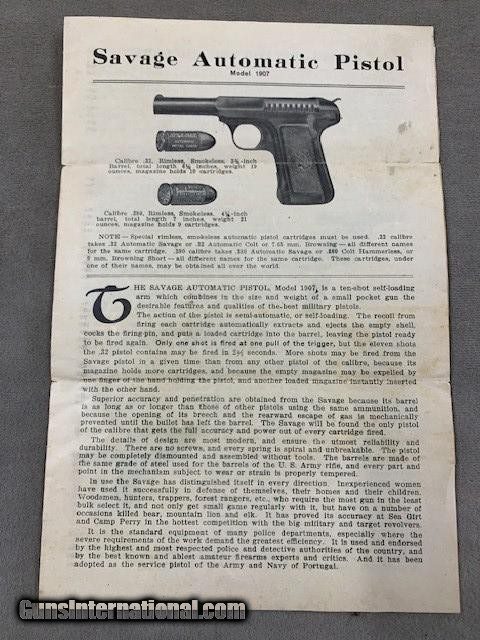 Savage Automatic Pistol
Model 1907
Calibre .32, Rimless, Smokeless, 3¾-inch
Barrel, total length 6½ inches, weight 19
ounces, magazine holds 10 cartridges.
Calibre .380, Rimless, Smokeless, 4¼-inch
barrel, total length 7 inches, weight 21
ounces, magazine holds 9 cartridges.
NOTE — Special rimless, smokeless automatic pistol cartridges must be used. .32 calibre
takes .32 Automatic Savage or .32 Automatic Colt or 7.65 mm. Browning — all different names
for the same cartridge. .380 calibre takes .380 Automatic Savage or .380 Colt Hammerless, or
9 mm. Browning Short — all different names for the same cartridge. These cartridges, under
one of their names, may be obtained all over the world.
THE SAVAGE AUTOMATIC PISTOL, Model 1907, is a ten-shot self-loading
arm which combines in the size and weight of a small pocket gun the
desirable features and qualities of the best military pistols.
The action of the pistol is semi-automatic, or self-loading. The recoil from
firing each cartridge automatically extracts and ejects the empty shell,
cocks the firing pin, and puts a loaded cartridge into the barrel, leaving the pistol ready
to be fired again. Only one shot is fired at one pull of the trigger, but the eleven shots
the .32 pistol contains may be fired in 2½ seconds. More shots may be fired from the
Savage pistol in a given time than from any other pistol of the calibre, because its
magazine holds more cartridges, and because the empty magazine may be expelled by
one finger of the hand holding the pistol, and another loaded magazine instantly inserted
with the other hand.
Superior accuracy and penetration are obtained from the Savage because its barrel
is as long as or longer than those of other pistols using the same ammunition, and
because the opening of its breech and the rearward escape of gas is mechanically
prevented until the bullet has left the barrel. The Savage will be found the only pistol
of the calibre that gets the full accuracy and power out of every cartridge fired.
The details of design are most modern, and ensure the utmost reliability and
durability. There are no screws, and every spring is spiral and unbreakable. The pistol
may be completely dismounted and assembled without tools. The barrels are made of
the same grade of steel used for the barrels of the U. S. Army rifle, and every part and
point in the mechanism subject to wear or strain is properly tempered.
In use the Savage has distinguished itself in every direction. Inexperienced women
have used it successfully in defense of themselves, their homes and their children.
Woodsmen, hunters, trappers, forest rangers, etc., who require the most gun in the least
bulk select it, and not only get small game regularly with it, but have on a number of
occasions killed bear, mountain lion and elk. It has proved its accuracy at Sea Girt
and Camp Perry in the hottest competition with the big military and target revolvers.
It is the standard equipment of many police departments, especially where the
severe requirements of the work demand the greatest efficiency. It is used and endorsed
by the highest and most respected police and detective authorities of the country, and
by the best known and ablest amateur firearms experts and critics. And it has been
adopted as the service pistol of the Army and Navy of Portugal.
GunsInternational.com